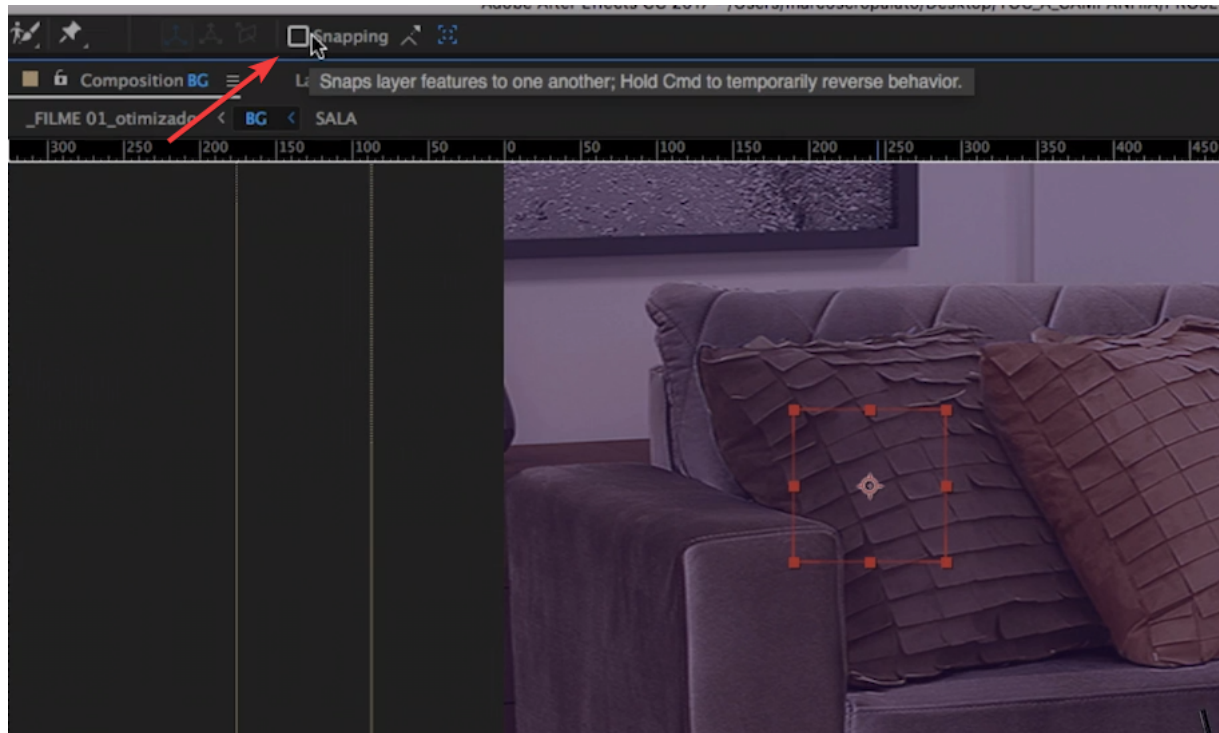 Snapping
Composition BG
Snaps layer features to one another; Hold Cmd to temporarily reverse behavior.
_FILME 01_otimizado < BG < SALA
300 250 200 150 100 50 0 50 100 150 200 250 300 350 400 450